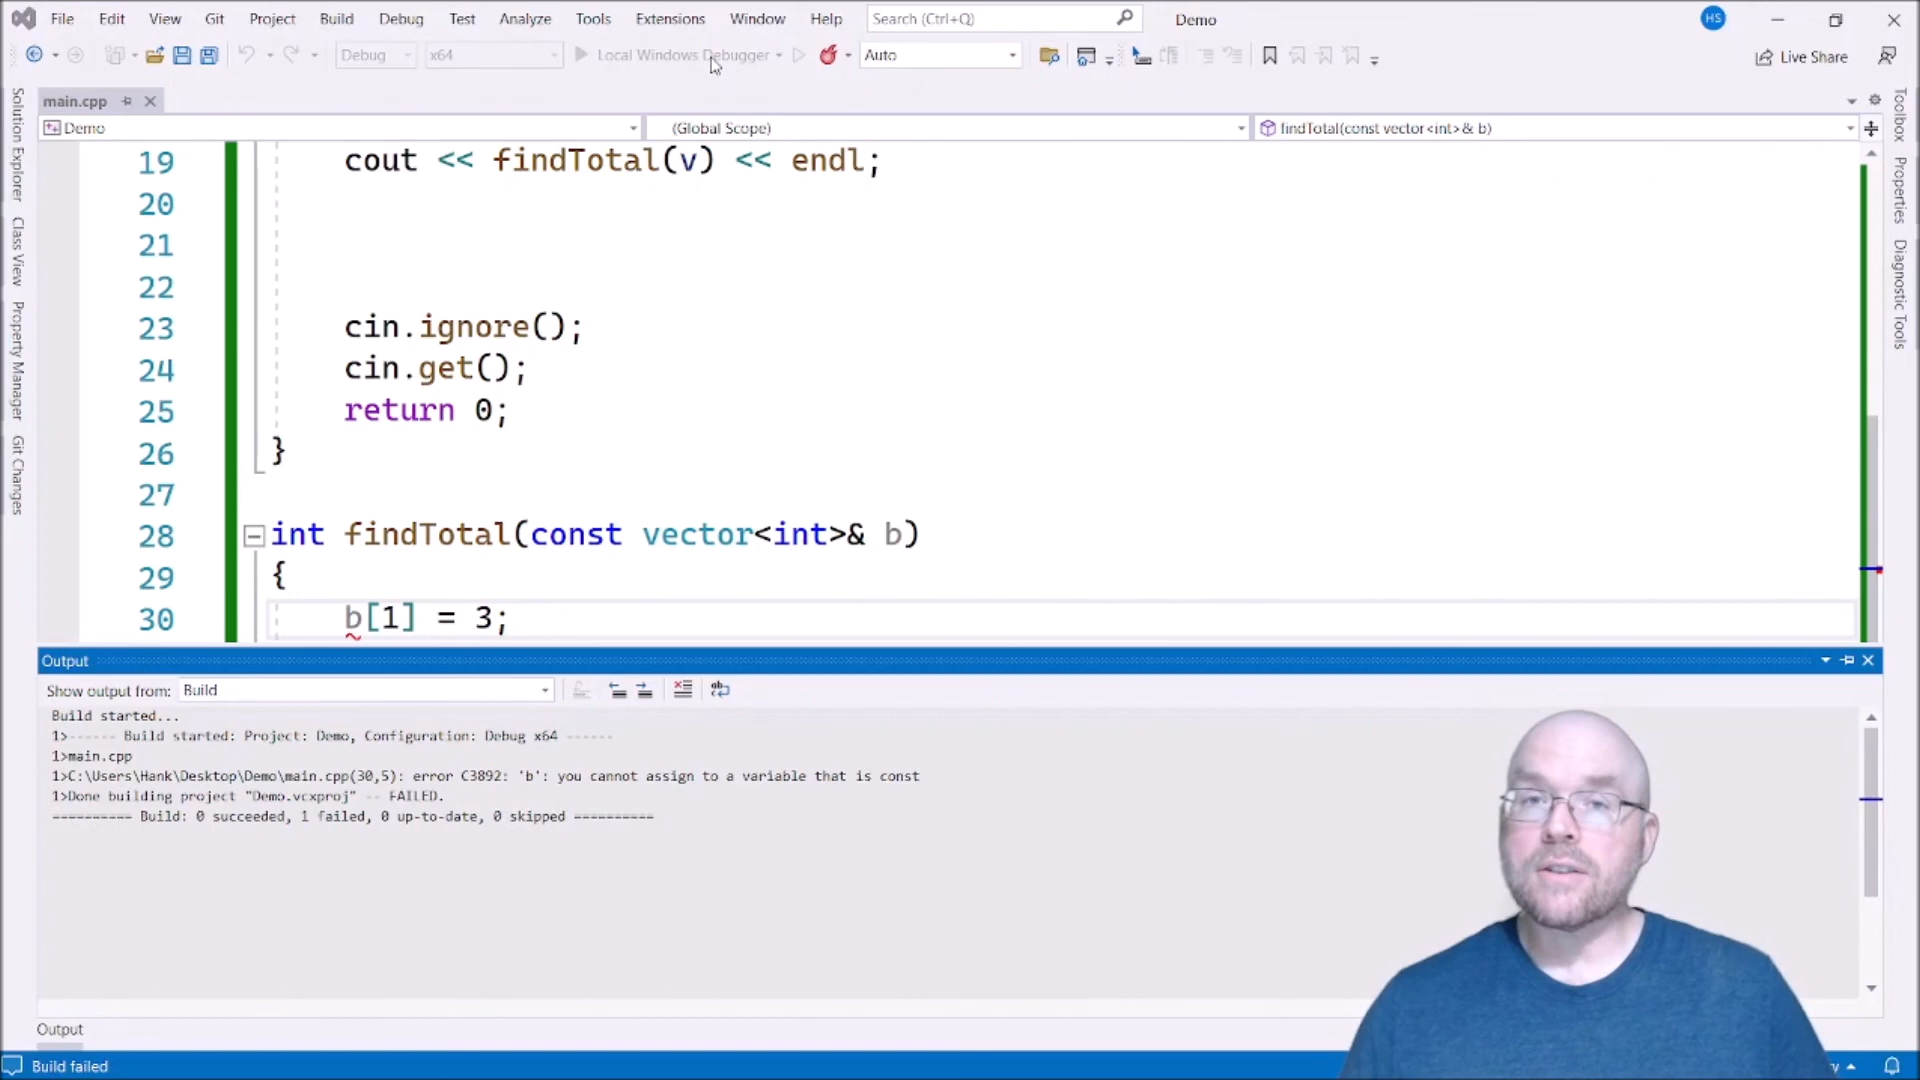 File Edit View Git Project Build Debug Test Analyze Tools Extensions Window Help Search (Ctrl+Q) Demo HS
Debug x64 Local Windows Debugger Auto Live Share
main.cpp
Demo (Global Scope) findTotal(const vector<int>& b)
Solution Explorer
Class View
Property Manager
Git Changes
Toolbox
Properties
Diagnostic Tools
19 cout << findTotal(v) << endl;
20
21
22
23 cin.ignore();
24 cin.get();
25 return 0;
26 }
27
28 int findTotal(const vector<int>& b)
29 {
30 b[1] = 3;
Output
Show output from: Build
Build started...
1>------ Build started: Project: Demo, Configuration: Debug x64 ------
1>main.cpp
1>C:\Users\Hank\Desktop\Demo\main.cpp(30,5): error C3892: 'b': you cannot assign to a variable that is const
1>Done building project "Demo.vcxproj" -- FAILED.
========== Build: 0 succeeded, 1 failed, 0 up-to-date, 0 skipped ==========
Output
Build failed